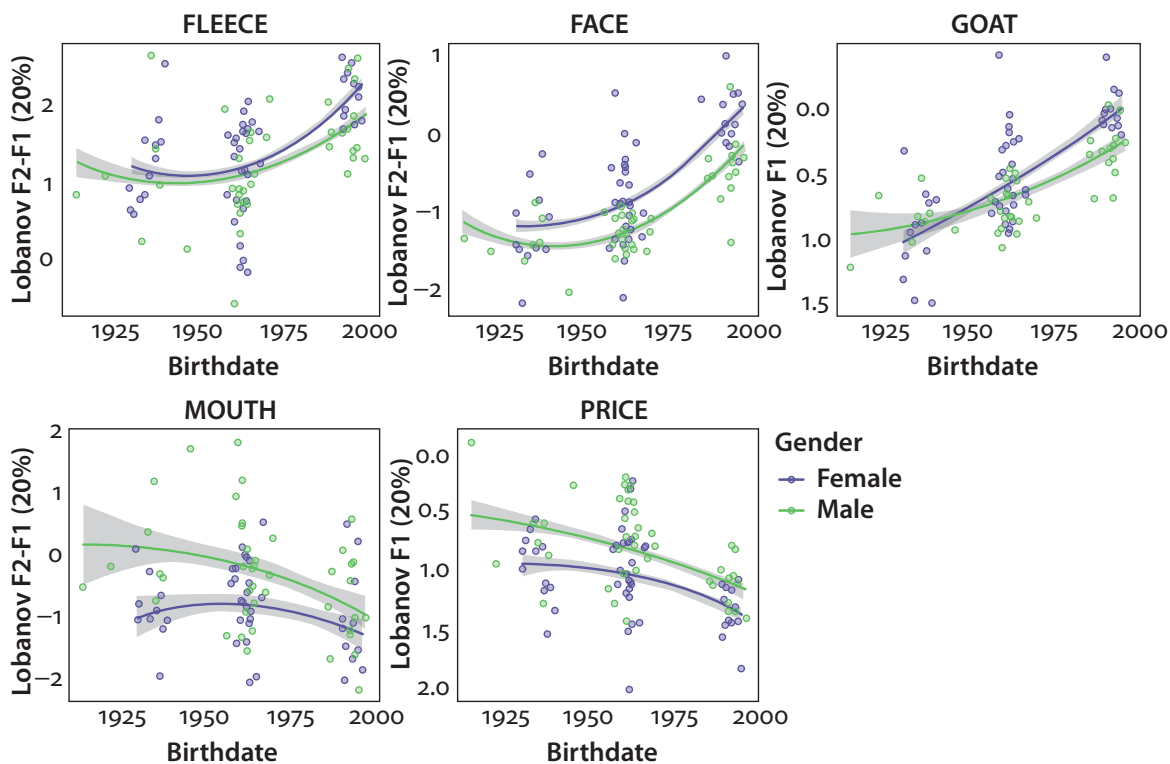 FLEECE
Lobanov F2-F1 (20%)
2
1
0
1925 1950 1975 2000
Birthdate
FACE
Lobanov F2-F1 (20%)
1
0
−1
−2
1925 1950 1975 2000
Birthdate
GOAT
Lobanov F1 (20%)
0.0
0.5
1.0
1.5
1925 1950 1975 2000
Birthdate
MOUTH
Lobanov F2-F1 (20%)
2
1
0
−1
−2
1925 1950 1975 2000
Birthdate
PRICE
Lobanov F1 (20%)
0.0
0.5
1.0
1.5
2.0
1925 1950 1975 2000
Birthdate
Gender
Female
Male